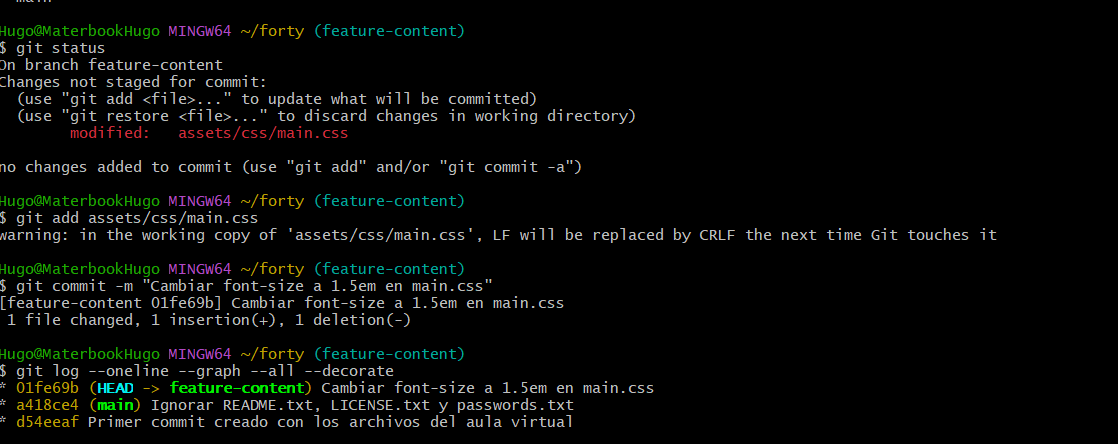 main
Hugo@MaterbookHugo MINGW64 ~/forty (feature-content)
$ git status
On branch feature-content
Changes not staged for commit:
  (use "git add <file>..." to update what will be committed)
  (use "git restore <file>..." to discard changes in working directory)
        modified:   assets/css/main.css

no changes added to commit (use "git add" and/or "git commit -a")

Hugo@MaterbookHugo MINGW64 ~/forty (feature-content)
$ git add assets/css/main.css
warning: in the working copy of 'assets/css/main.css', LF will be replaced by CRLF the next time Git touches it

Hugo@MaterbookHugo MINGW64 ~/forty (feature-content)
$ git commit -m "Cambiar font-size a 1.5em en main.css"
[feature-content 01fe69b] Cambiar font-size a 1.5em en main.css
 1 file changed, 1 insertion(+), 1 deletion(-)

Hugo@MaterbookHugo MINGW64 ~/forty (feature-content)
$ git log --oneline --graph --all --decorate
* 01fe69b (HEAD -> feature-content) Cambiar font-size a 1.5em en main.css
* a418ce4 (main) Ignorar README.txt, LICENSE.txt y passwords.txt
* d54eeaf Primer commit creado con los archivos del aula virtual